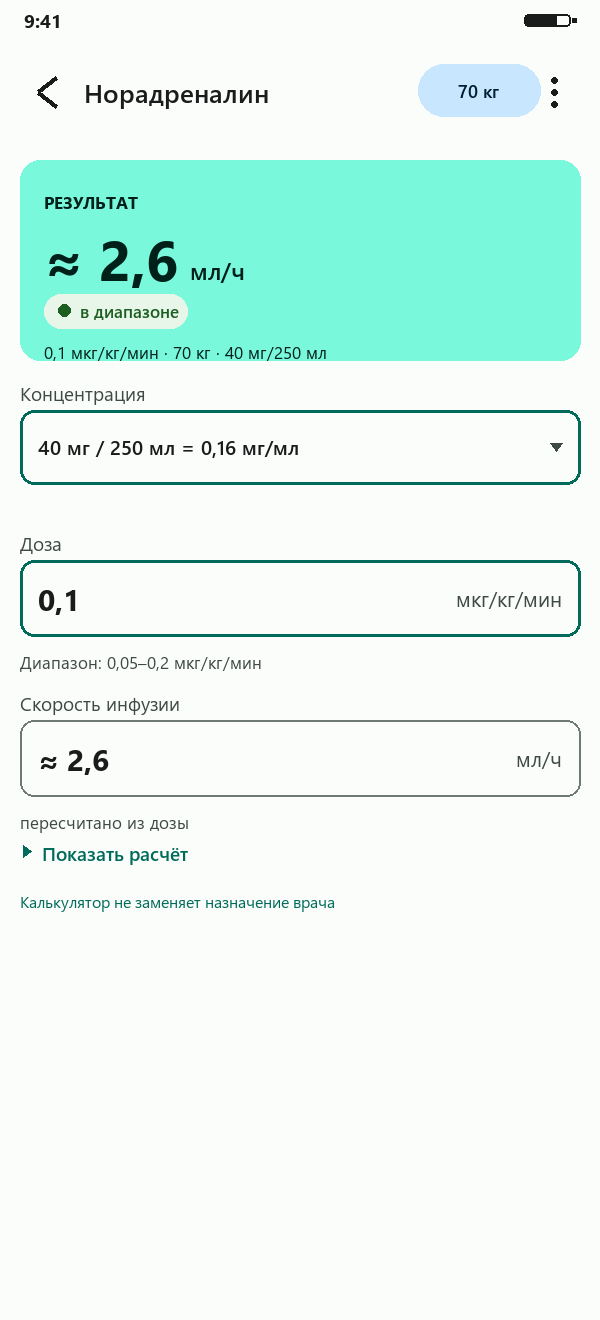 9:41
Норадреналин
70 кг
РЕЗУЛЬТАТ
≈ 2,6 мл/ч
в диапазоне
0,1 мкг/кг/мин · 70 кг · 40 мг/250 мл
Концентрация
40 мг / 250 мл = 0,16 мг/мл
Доза
0,1 мкг/кг/мин
Диапазон: 0,05–0,2 мкг/кг/мин
Скорость инфузии
≈ 2,6 мл/ч
пересчитано из дозы
Показать расчёт
Калькулятор не заменяет назначение врача